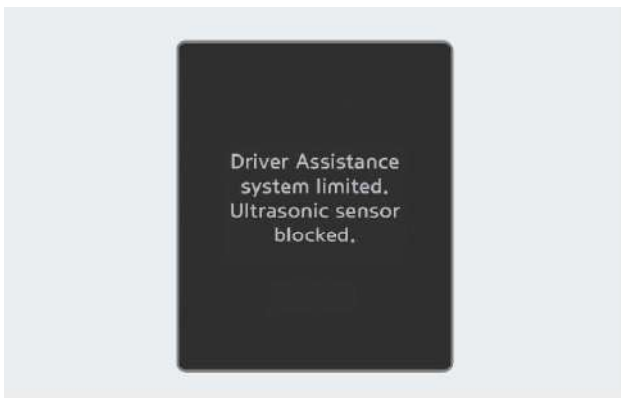 Driver Assistance
system limited.
Ultrasonic sensor
blocked.